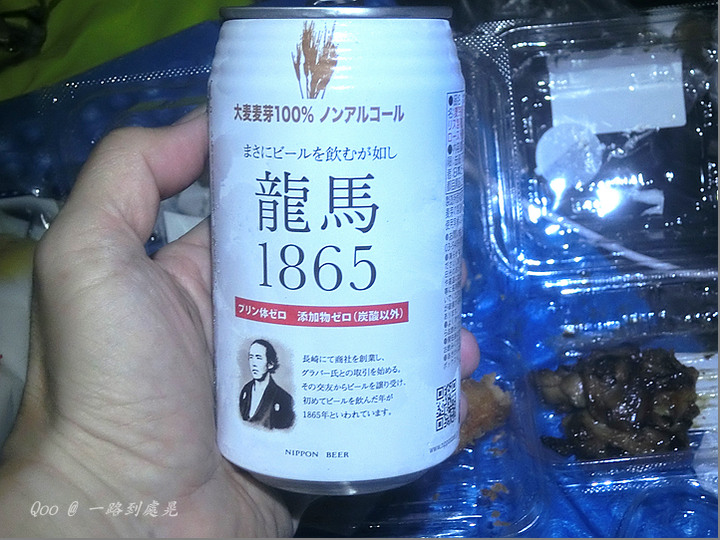 大麦麦芽100% ノンアルコール
まさにビールを飲むが如し
龍馬
1865
プリン体ゼロ 添加物ゼロ(炭酸以外)
長崎にて商社を創業し、
グラバー氏との取引を始める。
その交友からビールを譲り受け、
初めてビールを飲んだ年が
1865年といわれています。
NIPPON BEER
Qoo @ 一路到處晃